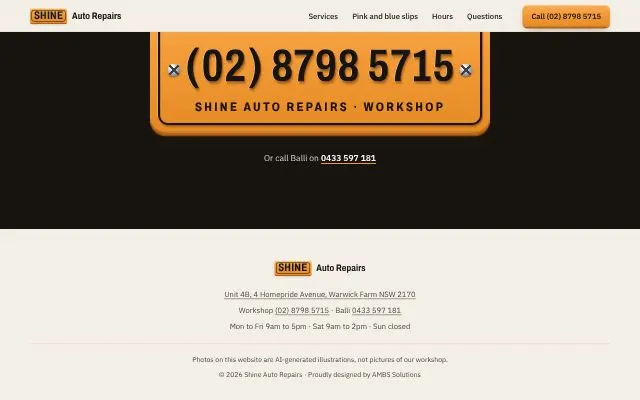 SHINE Auto Repairs
Services
Pink and blue slips
Hours
Questions
Call (02) 8798 5715
(02) 8798 5715
SHINE AUTO REPAIRS · WORKSHOP
Or call Balli on 0433 597 181
SHINE Auto Repairs
Unit 4B, 4 Homepride Avenue, Warwick Farm NSW 2170
Workshop (02) 8798 5715 · Balli 0433 597 181
Mon to Fri 9am to 5pm · Sat 9am to 2pm · Sun closed
Photos on this website are AI-generated illustrations, not pictures of our workshop.
© 2026 Shine Auto Repairs · Proudly designed by AMBS Solutions